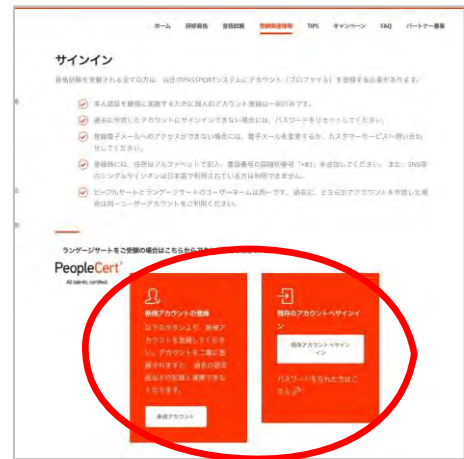 ホーム 研修資格 言語試験 受験関連情報 TIPS キャンペーン FAQ パートナー募集
サインイン
資格試験を受験される全ての方は、当社のPASSPORTシステムにアカウント（プロファイル）を登録する必要があります。
本人認証を厳格に実施するために個人のアカウント登録は一回のみです。
過去に作成したアカウントにサインインできない場合には、パスワードをリセットしてください。
登録電子メールへのアクセスができない場合には、電子メールを変更するか、カスタマーサービスへ問い合わ
せしてください。
登録時には、住所はアルファベットで記入、電話番号の国識別番号「+81」を追加してください。また、SNS等
のシングルサインオンは日本語で利用されている方は利用できません。
ピープルサートとランゲージサートのユーザーネームは同一です。過去に、どちらかでアカウントを作成した場
合は同一ユーザーアカウントをご利用ください。
ランゲージサートをご受験の場合はこちらから
PeopleCert
All talents, certified.
新規アカウントの登録
以下のボタンより、新規ア
カウントを登録してくださ
い。アカウントを二重に登
録されますと、過去の認定
証などの記録と連携できな
くなります。
新規アカウント
既存のアカウントへサインイ
ン
既存アカウントへサイン
イン
パスワードを忘れた方はこ
ちら